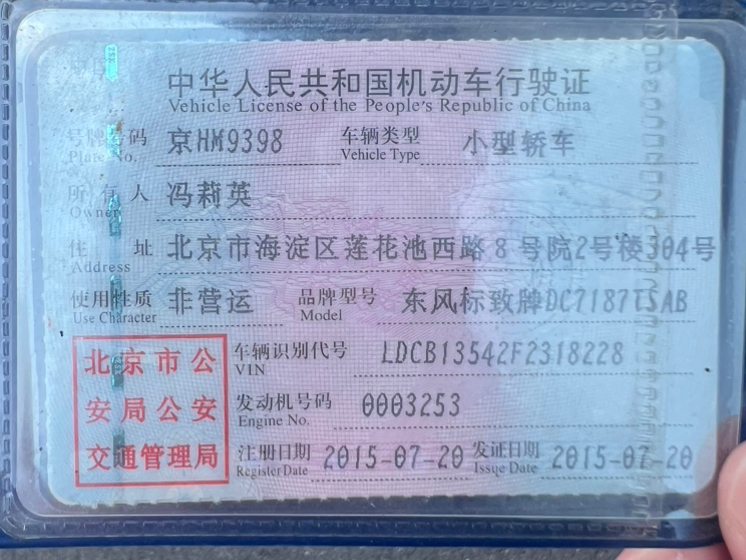 中华人民共和国机动车行驶证
Vehicle License of the People's Republic of China
号牌号码 京HM9398 车辆类型 小型轿车
Plate No. Vehicle Type
所有人 冯莉英
Owner
住址 北京市海淀区莲花池西路8号院2号楼304号
Address
使用性质 非营运 品牌型号 东风标致牌DC7187TSAB
Use Character Model
北京市公安局公安交通管理局
车辆识别代号 LDCB13542F2318228
VIN
发动机号码 0003253
Engine No.
注册日期 2015-07-20 发证日期 2015-07-20
Register Date Issue Date